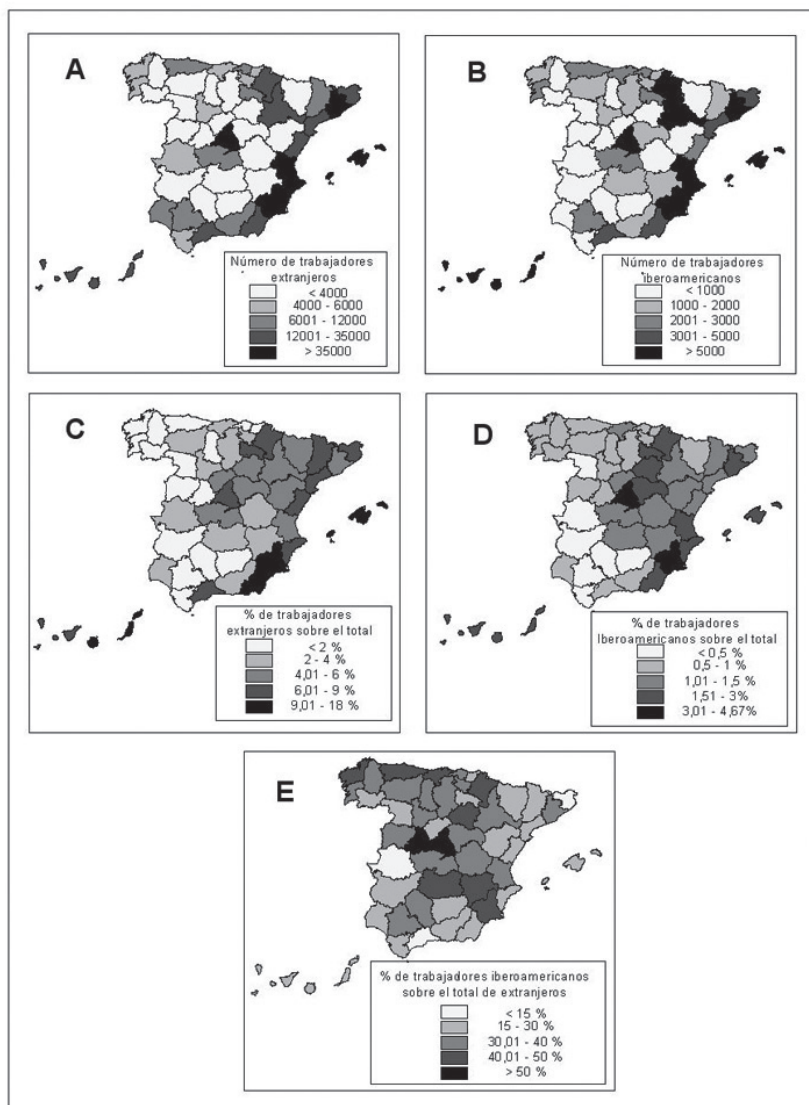 A
Número de trabajadores
extranjeros
< 4000
4000 - 6000
6001 - 12000
12001 - 35000
> 35000
B
Número de trabajadores
iberoamericanos
< 1000
1000 - 2000
2001 - 3000
3001 - 5000
> 5000
C
% de trabajadores
extranjeros sobre el total
< 2 %
2 - 4 %
4,01 - 6 %
6,01 - 9 %
9,01 - 18 %
D
% de trabajadores
Iberoamericanos sobre el total
< 0,5 %
0,5 - 1 %
1,01 - 1,5 %
1,51 - 3%
3,01 - 4,67%
E
% de trabajadores iberoamericanos
sobre el total de extranjeros
< 15 %
15 - 30 %
30,01 - 40 %
40,01 - 50 %
> 50 %